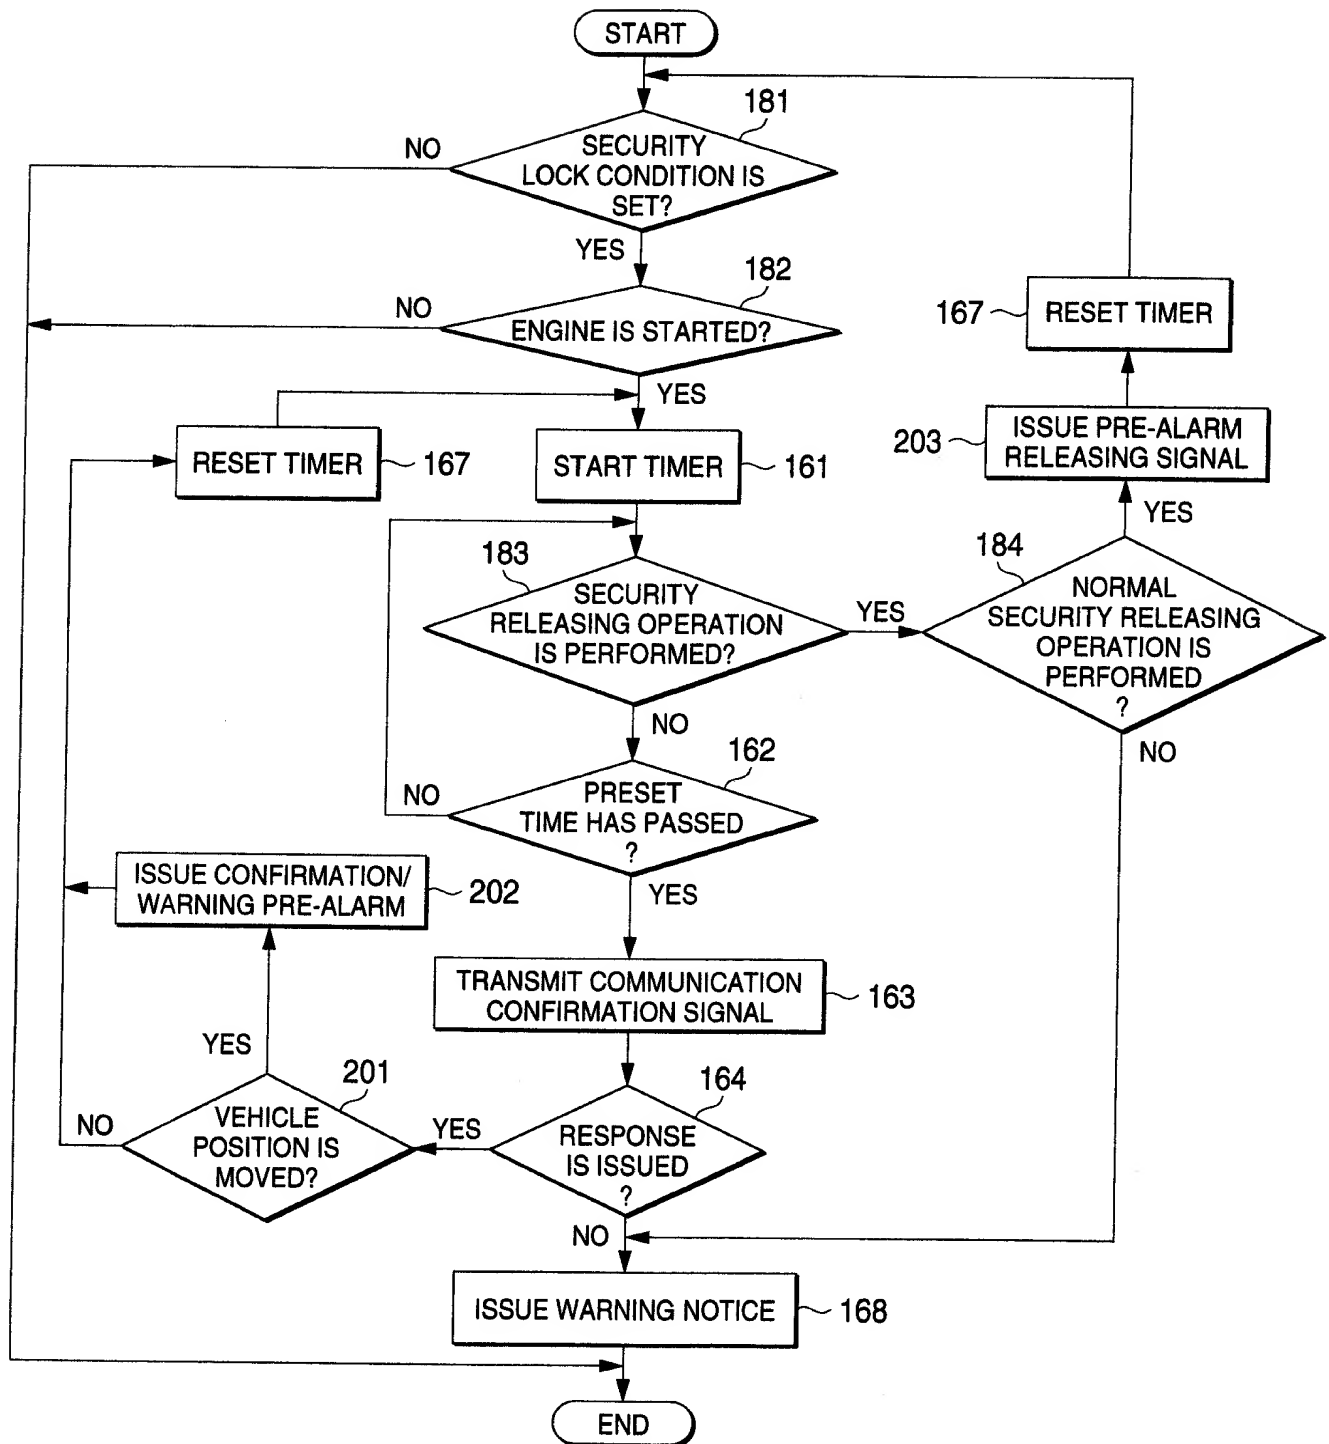 START
181
NO
SECURITY
LOCK CONDITION IS
SET?
YES
182
NO
ENGINE IS STARTED?
167
RESET TIMER
YES
RESET TIMER
167
START TIMER
161
203
ISSUE PRE-ALARM
RELEASING SIGNAL
YES
183
SECURITY
RELEASING OPERATION
IS PERFORMED?
YES
184
NORMAL
SECURITY RELEASING
OPERATION IS
PERFORMED
?
NO
NO
162
NO
PRESET
TIME HAS PASSED
?
YES
ISSUE CONFIRMATION/
WARNING PRE-ALARM
202
TRANSMIT COMMUNICATION
CONFIRMATION SIGNAL
163
YES
201
NO
VEHICLE
POSITION IS
MOVED?
YES
164
RESPONSE
IS ISSUED
?
NO
ISSUE WARNING NOTICE
168
END